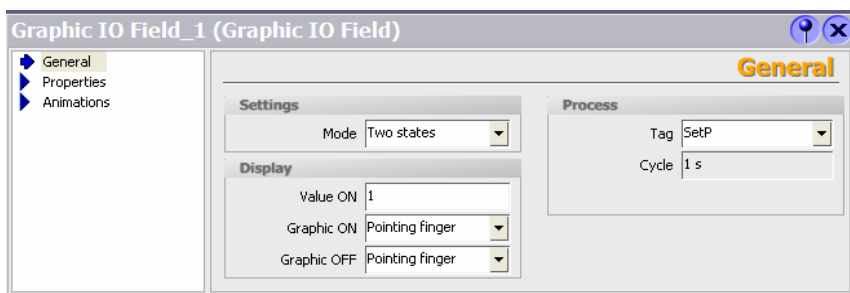 Graphic IO Field_1 (Graphic IO Field)
General
Properties
Animations
General
Settings
Mode Two states
Display
Value ON 1
Graphic ON Pointing finger
Graphic OFF Pointing finger
Process
Tag SetP
Cycle 1 s